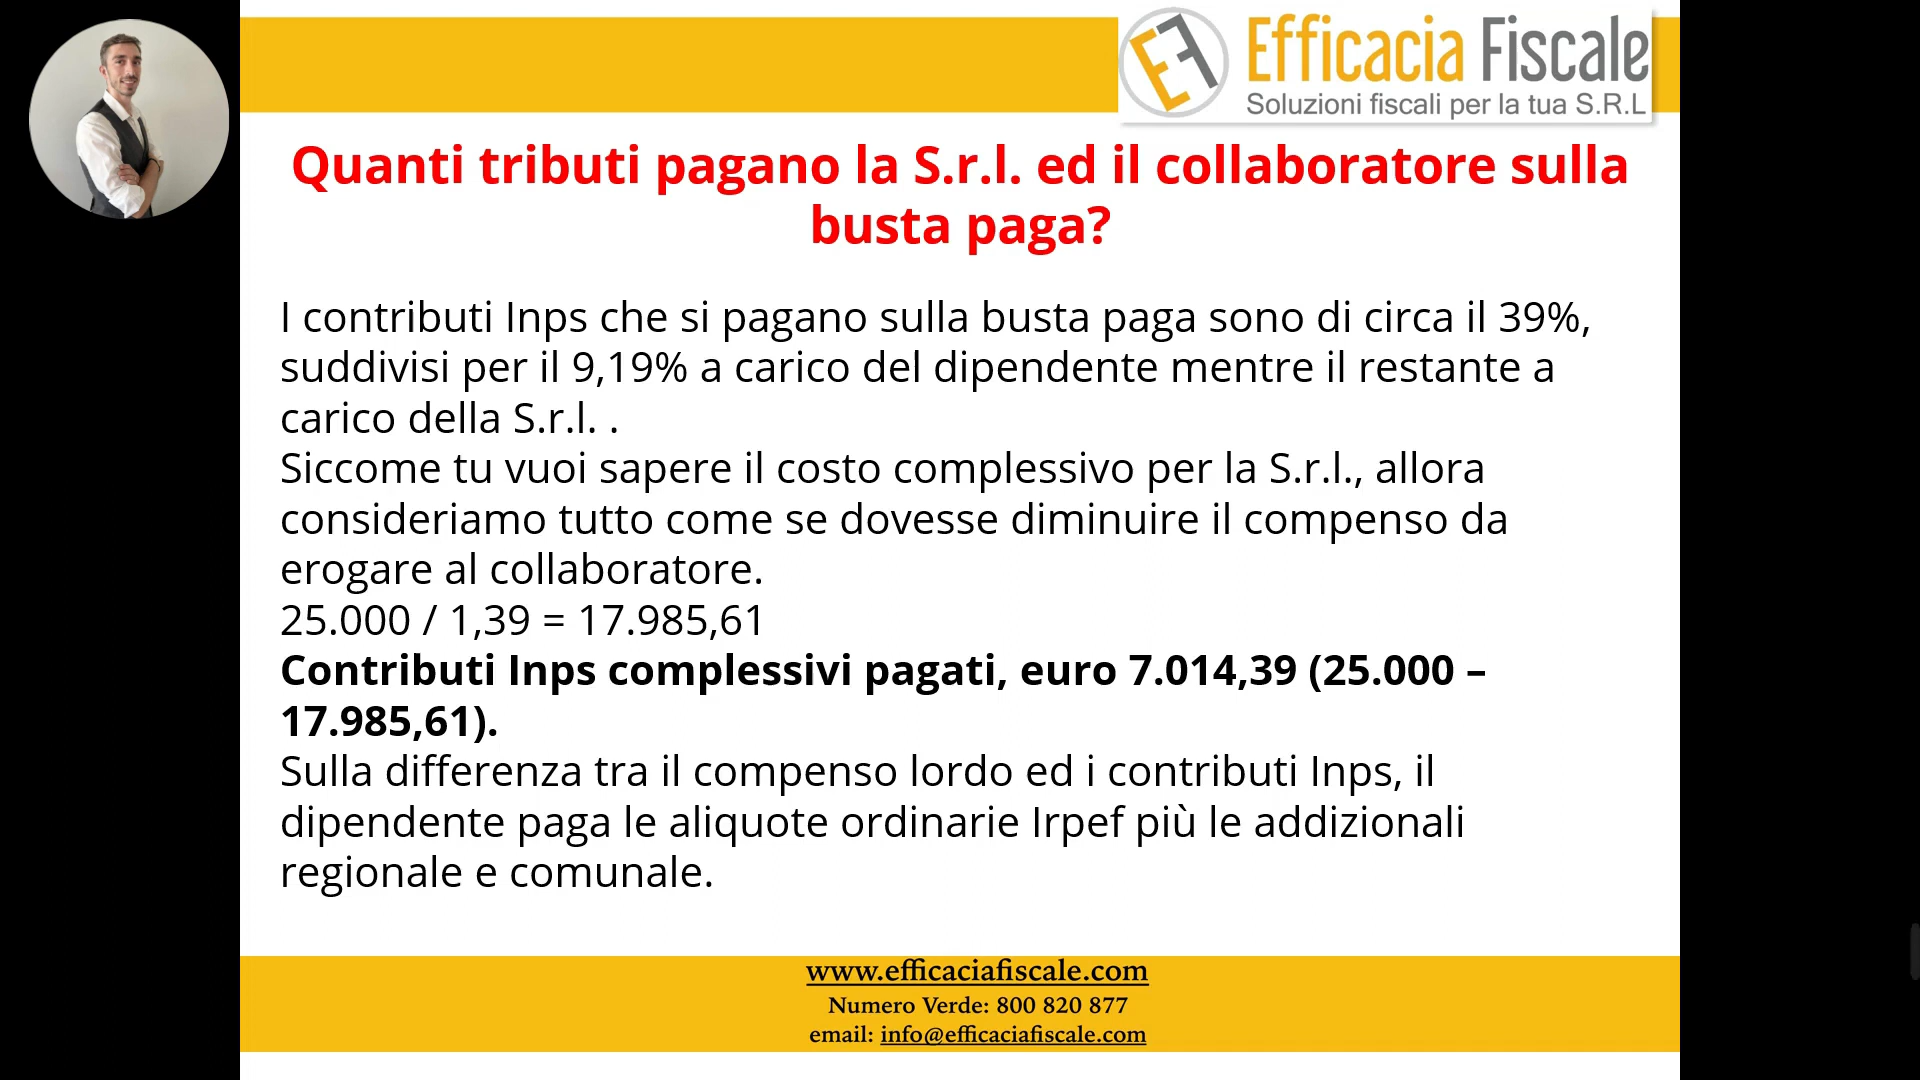 Efficacia Fiscale
Soluzioni fiscali per la tua S.R.L
Quanti tributi pagano la S.r.l. ed il collaboratore sulla
busta paga?
I contributi Inps che si pagano sulla busta paga sono di circa il 39%,
suddivisi per il 9,19% a carico del dipendente mentre il restante a
carico della S.r.l. .
Siccome tu vuoi sapere il costo complessivo per la S.r.l., allora
consideriamo tutto come se dovesse diminuire il compenso da
erogare al collaboratore.
25.000 / 1,39 = 17.985,61
Contributi Inps complessivi pagati, euro 7.014,39 (25.000 –
17.985,61).
Sulla differenza tra il compenso lordo ed i contributi Inps, il
dipendente paga le aliquote ordinarie Irpef più le addizionali
regionale e comunale.
www.efficaciafiscale.com
Numero Verde: 800 820 877
email: info@efficaciafiscale.com